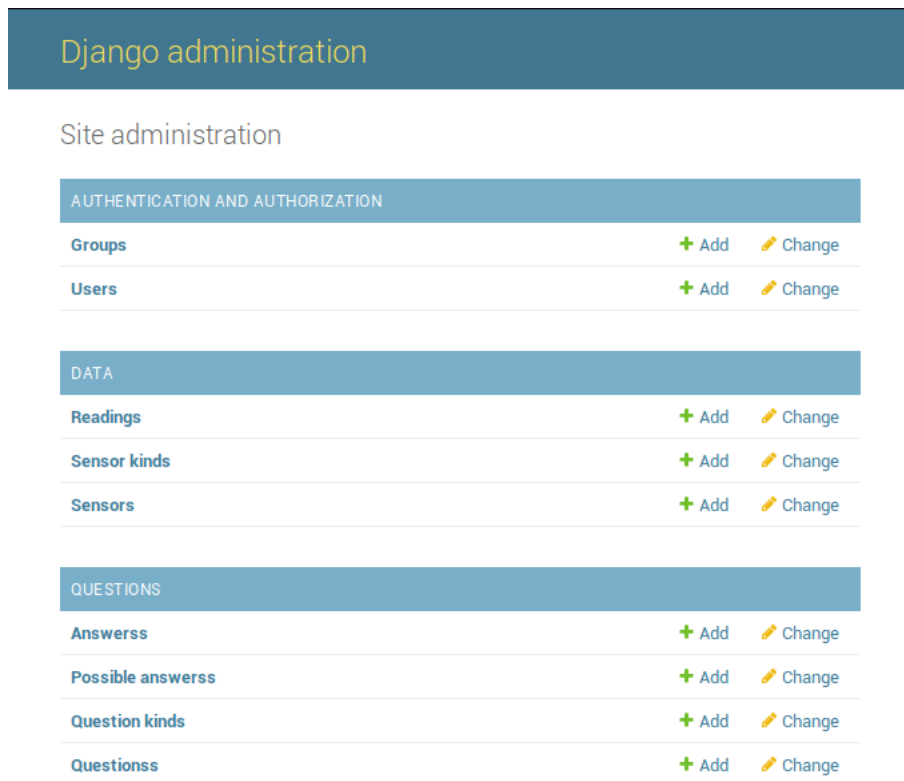 Django administration
Site administration
AUTHENTICATION AND AUTHORIZATION
Groups Add Change
Users Add Change
DATA
Readings Add Change
Sensor kinds Add Change
Sensors Add Change
QUESTIONS
Answerss Add Change
Possible answerss Add Change
Question kinds Add Change
Questionss Add Change